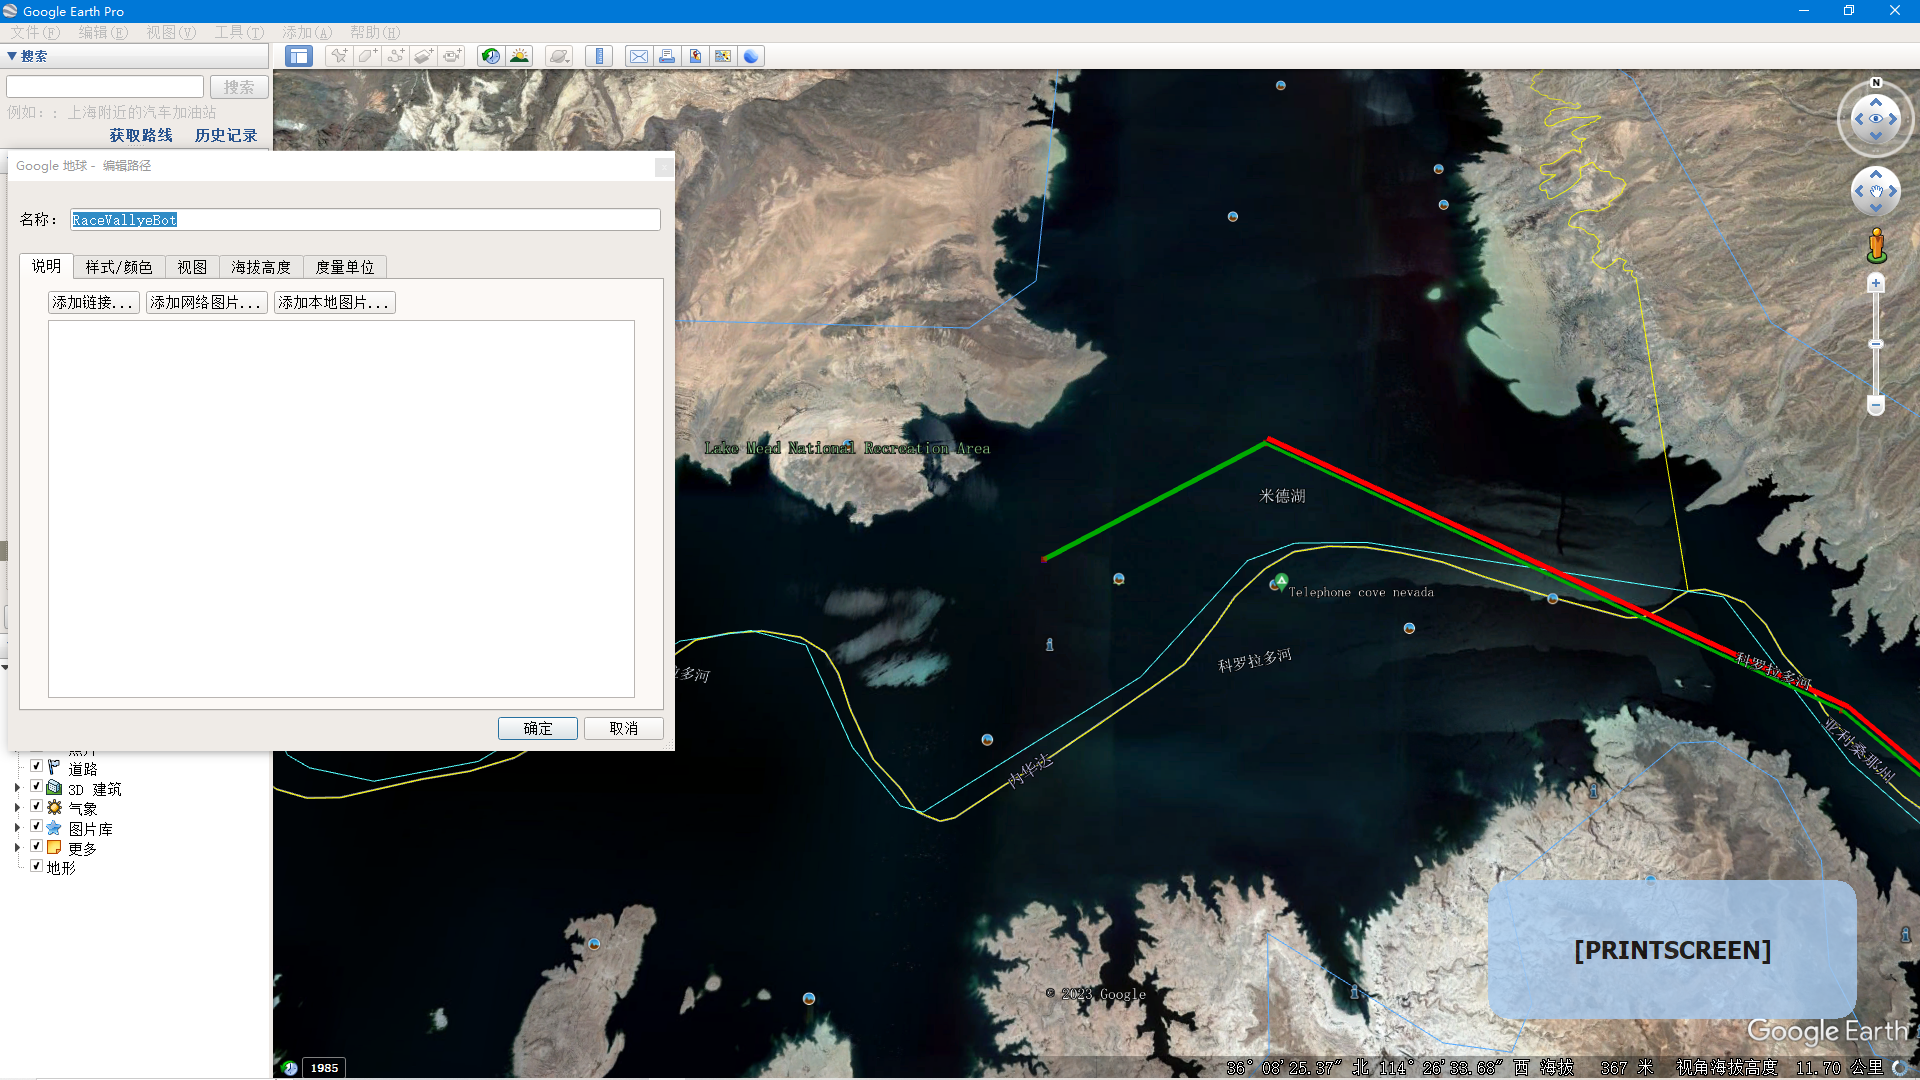 Google Earth Pro
文件(F) 编辑(E) 视图(V) 工具(T) 添加(A) 帮助(H)
搜索
搜索
例如：: 上海附近的汽车加油站
获取路线 历史记录
Google 地球 - 编辑路径
名称： RaceVallyeBot
说明 样式/颜色 视图 海拔高度 度量单位
添加链接... 添加网络图片... 添加本地图片...
确定 取消
照片
道路
3D 建筑
气象
图片库
更多
地形
N
Lake Mead National Recreation Area
米德湖
Telephone cove nevada
科罗拉多河
科罗拉多河
拉多河
内华达
亚利桑那州
[PRINTSCREEN]
© 2023 Google
Google Earth
1985
36° 08′25.37″ 北 114° 26′33.68″ 西 海拔 367 米 视角海拔高度 11.70 公里